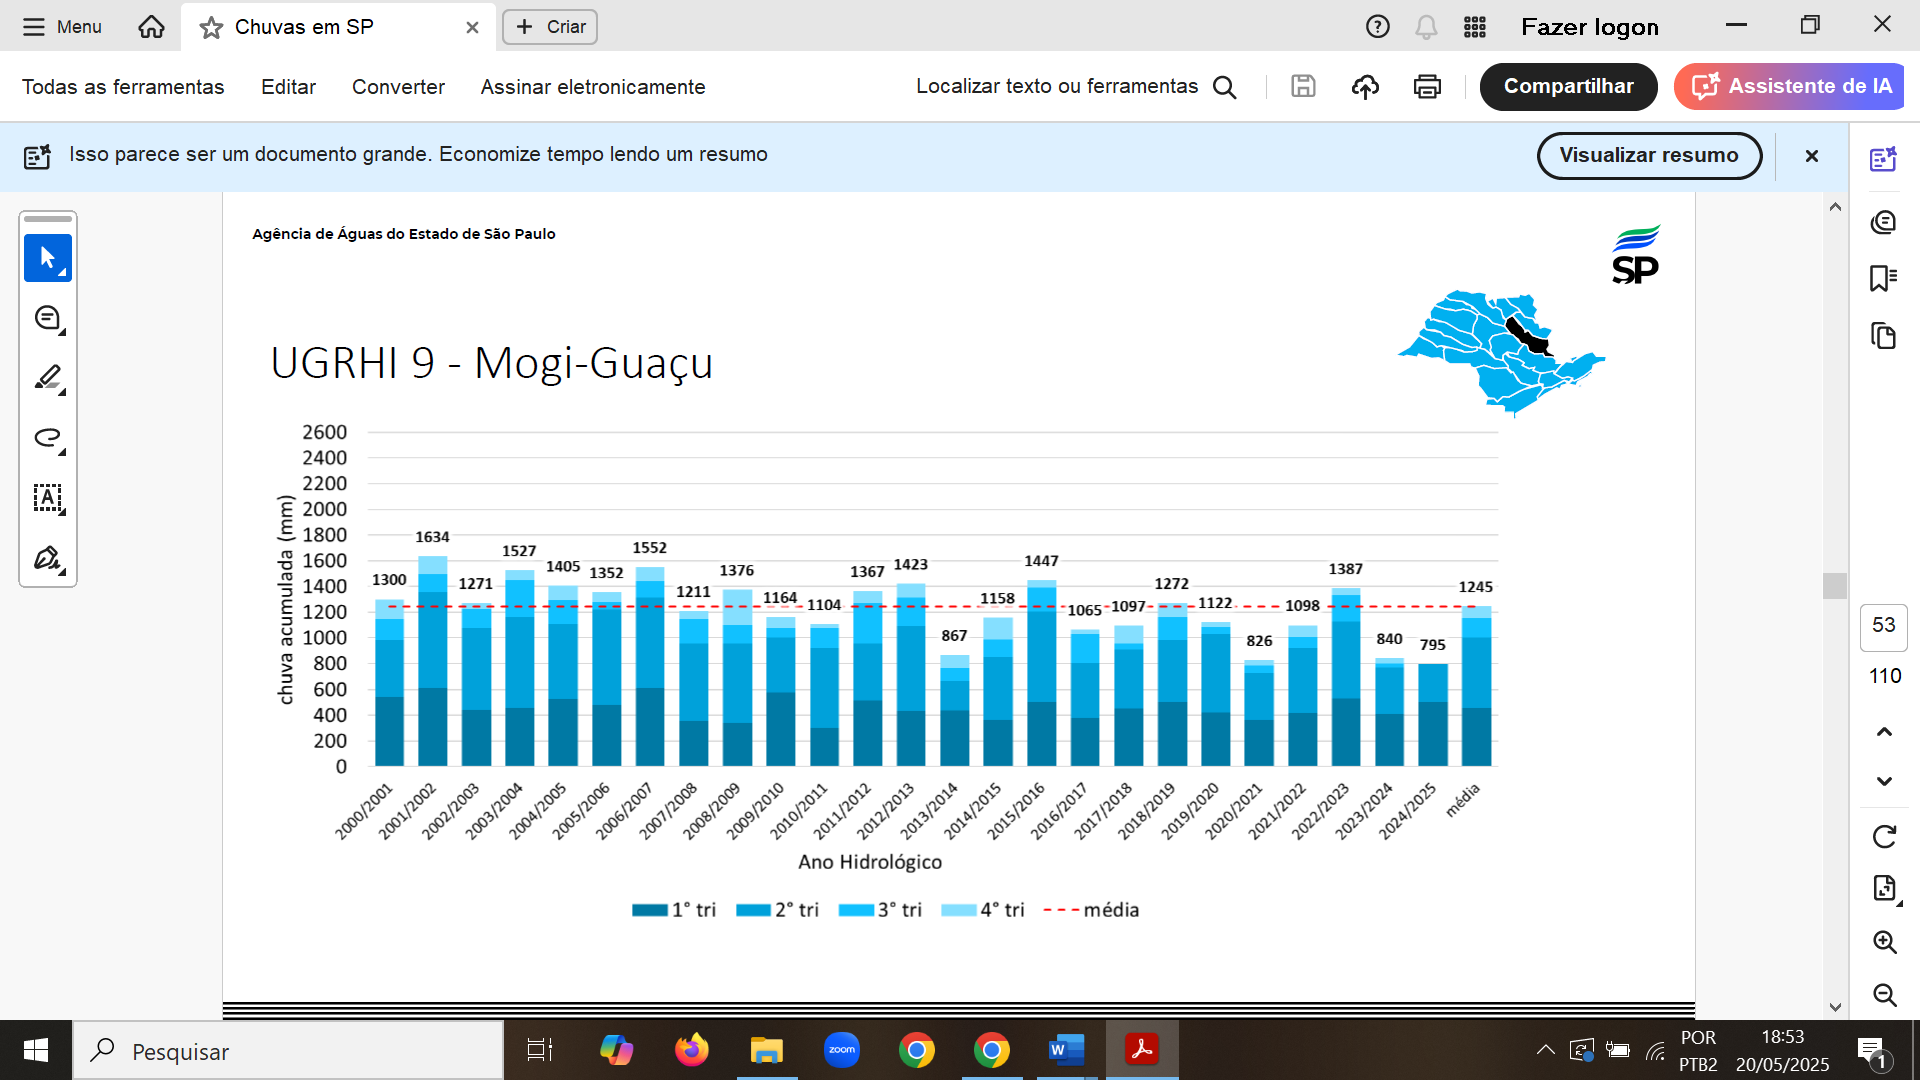 Menu
Chuvas em SP
Criar
Fazer logon
Todas as ferramentas
Editar
Converter
Assinar eletronicamente
Localizar texto ou ferramentas
Compartilhar
Assistente de IA
Isso parece ser um documento grande. Economize tempo lendo um resumo
Visualizar resumo
Agência de Águas do Estado de São Paulo
SP
UGRHI 9 - Mogi-Guaçu
chuva acumulada (mm)
2600
2400
2200
2000
1800
1600
1400
1200
1000
800
600
400
200
0
1300
1634
1271
1527
1405
1352
1552
1211
1376
1164
1104
1367
1423
867
1158
1447
1065
1097
1272
1122
826
1098
1387
840
795
1245
2000/2001
2001/2002
2002/2003
2003/2004
2004/2005
2005/2006
2006/2007
2007/2008
2008/2009
2009/2010
2010/2011
2011/2012
2012/2013
2013/2014
2014/2015
2015/2016
2016/2017
2017/2018
2018/2019
2019/2020
2020/2021
2021/2022
2022/2023
2023/2024
2024/2025
média
Ano Hidrológico
1° tri
2° tri
3° tri
4° tri
média
53
110
A
Pesquisar
zoom
W
POR
PTB2
18:53
20/05/2025
1